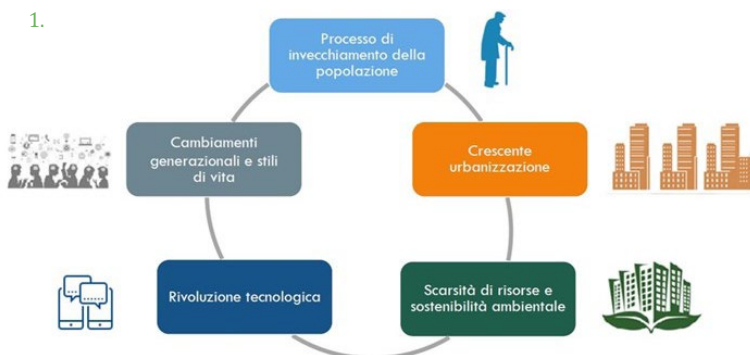 1.
Processo di
invecchiamento della
popolazione
Cambiamenti
generazionali e stili
di vita
Crescente
urbanizzazione
Rivoluzione tecnologica
Scarsità di risorse e
sostenibilità ambientale